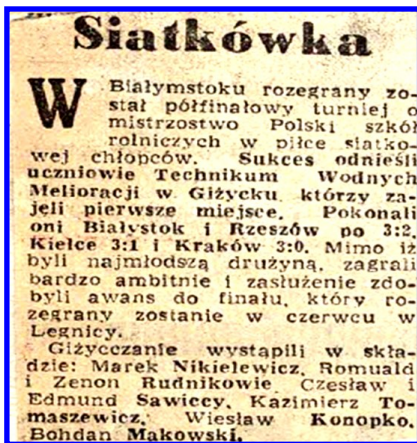 Siatkówka
W Białymstoku rozegrany zo-
stał półfinałowy turniej o
mistrzostwo Polski szkół
rolniczych w piłce siatko-
wej chłopców. Sukces odnieśli
uczniowie Technikum Wodnych
Melioracji w Giżycku, którzy za-
jęli pierwsze miejsce. Pokonali
oni Białystok i Rzeszów po 3:2,
Kielce 3:1 i Kraków 3:0. Mimo iż
byli najmłodszą drużyną, zagrali
bardzo ambitnie i zasłużenie zdo-
byli awans do finału, który ro-
zegrany zostanie w czerwcu w
Legnicy.
Giżycczanie wystąpili w skła-
dzie: Marek Nikielewicz, Romuald
i Zenon Rudnikowie, Czesław i
Edmund Sawiccy, Kazimierz To-
maszewicz, Wiesław Konopko,
Bohdan Makowski.